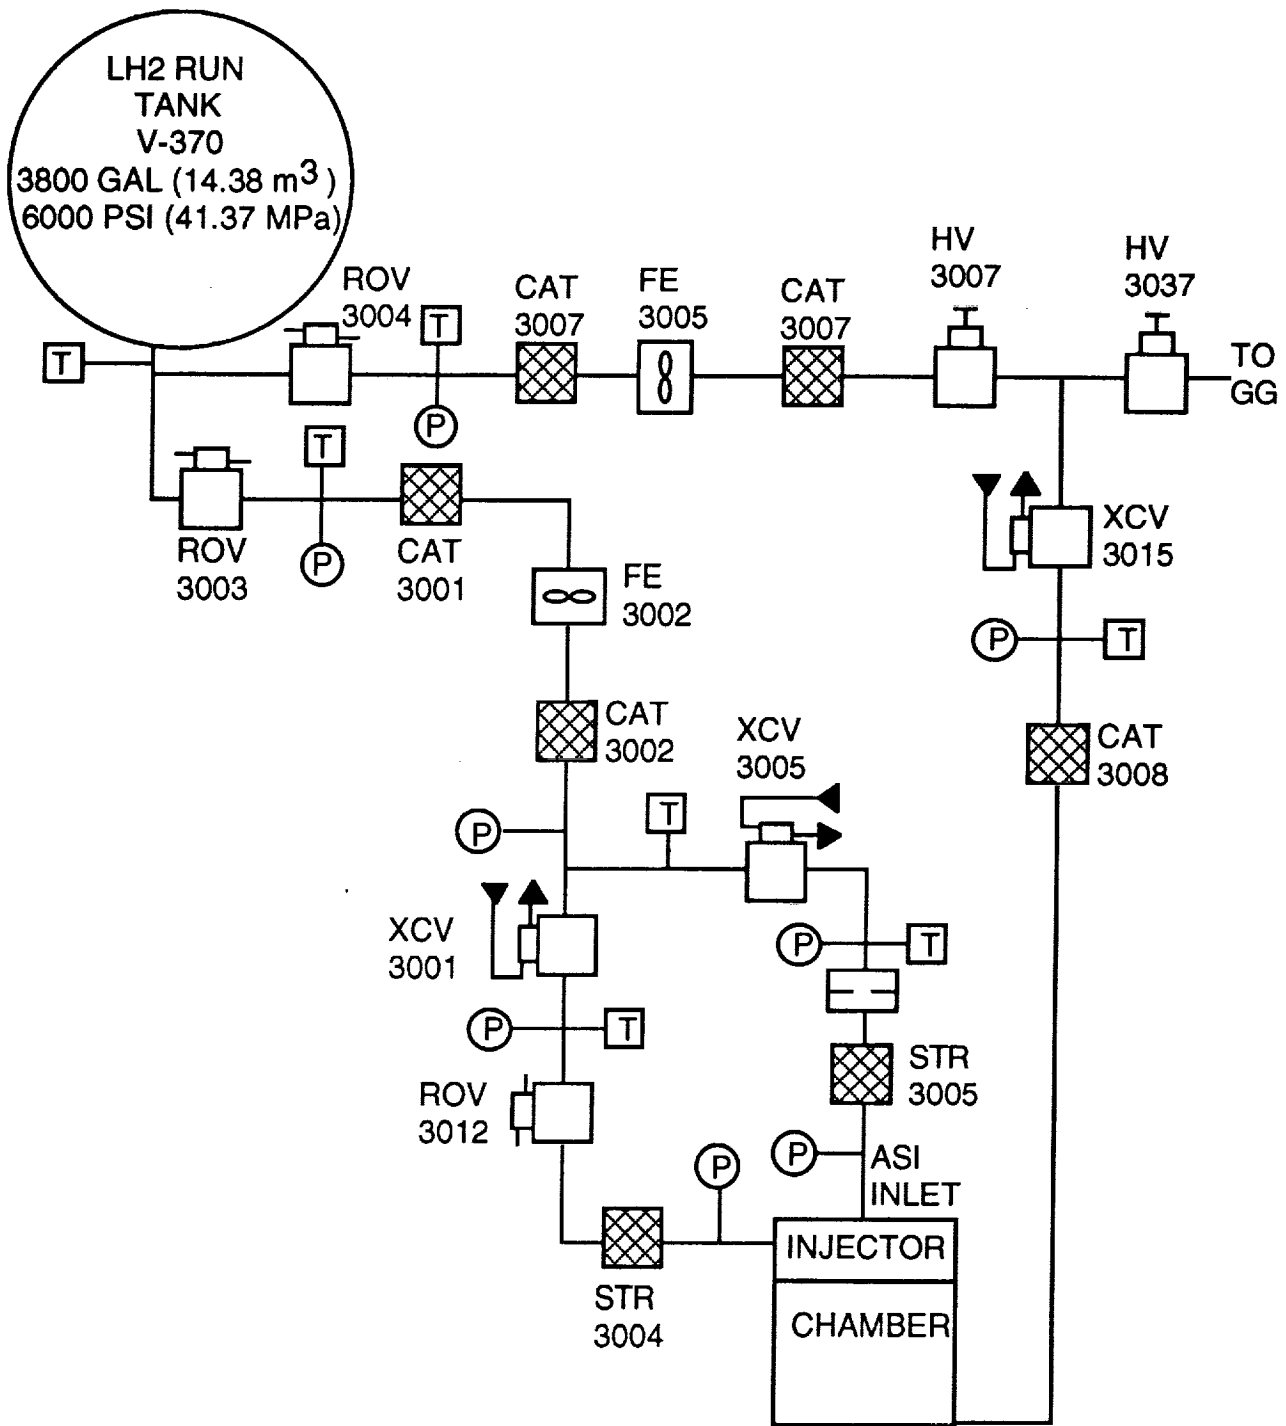 LH2 RUN
TANK
V-370
3800 GAL (14.38 m3)
6000 PSI (41.37 MPa)
ROV
3004
T
CAT
3007
FE
3005
CAT
3007
HV
3007
HV
3037
T
P
TO
GG
T
ROV
3003
P
CAT
3001
FE
3002
XCV
3015
P
T
CAT
3002
XCV
3005
CAT
3008
P
T
XCV
3001
P
T
P
T
ROV
3012
STR
3005
P
P
ASI
INLET
INJECTOR
STR
3004
CHAMBER